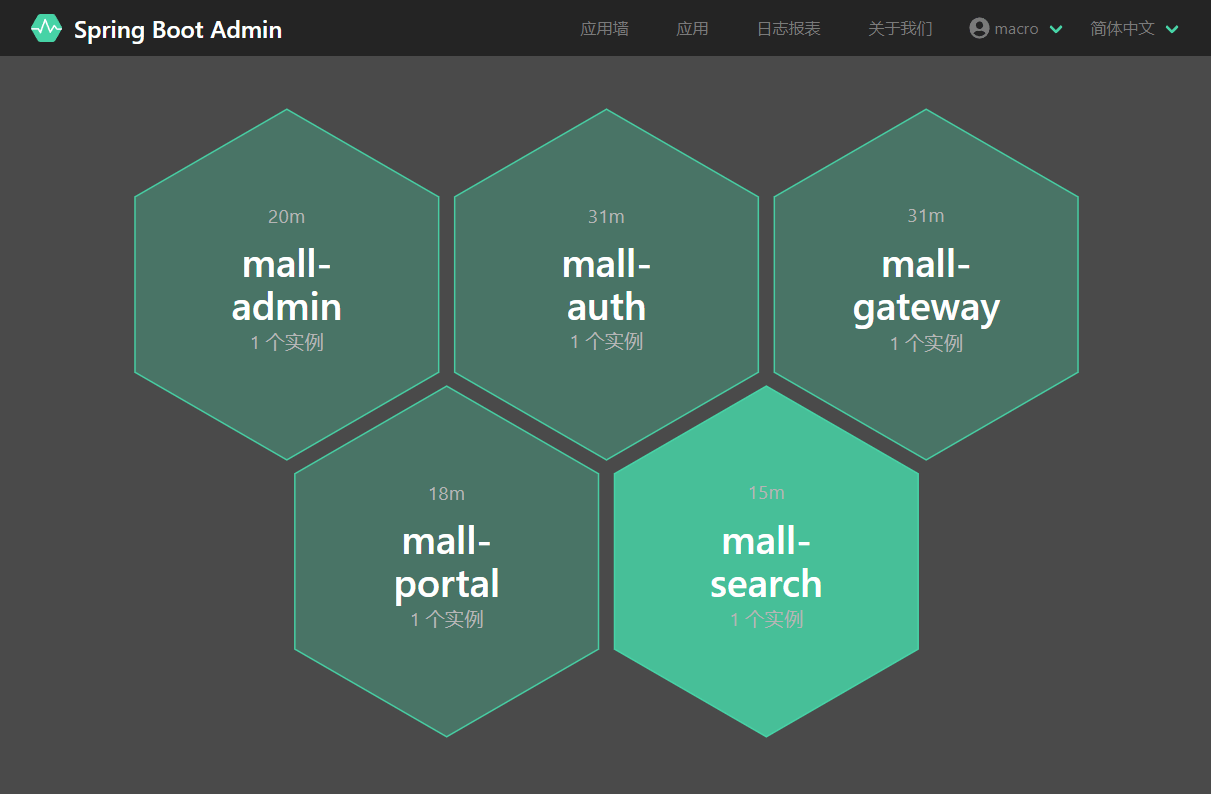 Spring Boot Admin
应用墙 应用 日志报表 关于我们 macro 简体中文
20m
mall-
admin
1 个实例
31m
mall-
auth
1 个实例
31m
mall-
gateway
1 个实例
18m
mall-
portal
1 个实例
15m
mall-
search
1 个实例